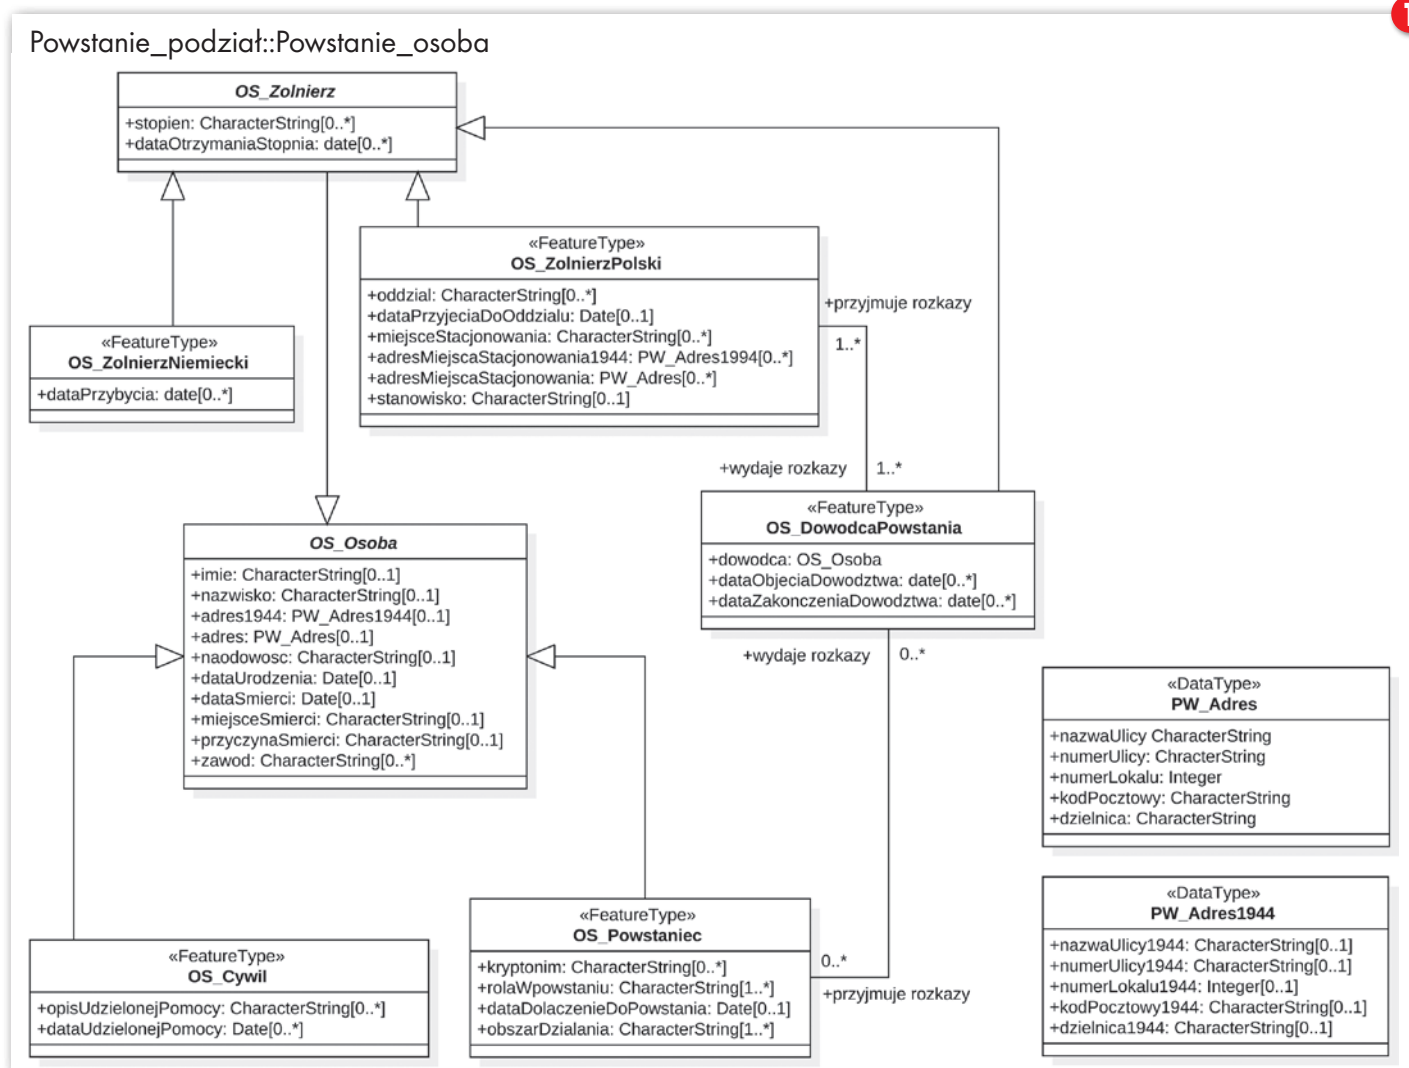 Powstanie_podział::Powstanie_osoba
OS_Zolnierz
+stopien: CharacterString[0..*]
+dataOtrzymaniaStopnia: date[0..*]
«FeatureType»
OS_ZolnierzPolski
+oddzial: CharacterString[0..*]
+dataPrzyjeciaDoOddzialu: Date[0..1]
+miejsceStacjonowania: CharacterString[0..*]
+adresMiejscaStacjonowania1944: PW_Adres1994[0..*]
+adresMiejscaStacjonowania: PW_Adres[0..*]
+stanowisko: CharacterString[0..1]
+przyjmuje rozkazy
1..*
«FeatureType»
OS_ZolnierzNiemiecki
+dataPrzybycia: date[0..*]
+wydaje rozkazy
1..*
«FeatureType»
OS_DowodcaPowstania
+dowodca: OS_Osoba
+dataObjeciaDowodztwa: date[0..*]
+dataZakonczeniaDowodztwa: date[0..*]
+wydaje rozkazy
0..*
OS_Osoba
+imie: CharacterString[0..1]
+nazwisko: CharacterString[0..1]
+adres1944: PW_Adres1944[0..1]
+adres: PW_Adres[0..1]
+naodowosc: CharacterString[0..1]
+dataUrodzenia: Date[0..1]
+dataSmierci: Date[0..1]
+miejsceSmierci: CharacterString[0..1]
+przyczynaSmierci: CharacterString[0..1]
+zawod: CharacterString[0..*]
«DataType»
PW_Adres
+nazwaUlicy CharacterString
+numerUlicy: ChracterString
+numerLokalu: Integer
+kodPocztowy: CharacterString
+dzielnica: CharacterString
«FeatureType»
OS_Cywil
+opisUdzielonejPomocy: CharacterString[0..*]
+dataUdzielonejPomocy: Date[0..*]
«FeatureType»
OS_Powstaniec
+kryptonim: CharacterString[0..*]
+rolaWpowstaniu: CharacterString[1..*]
+dataDolaczenieDoPowstania: Date[0..1]
+obszarDzialania: CharacterString[1..*]
0..*
+przyjmuje rozkazy
«DataType»
PW_Adres1944
+nazwaUlicy1944: CharacterString[0..1]
+numerUlicy1944: CharacterString[0..1]
+numerLokalu1944: Integer[0..1]
+kodPocztowy1944: CharacterString[0..1]
+dzielnica1944: CharacterString[0..1]